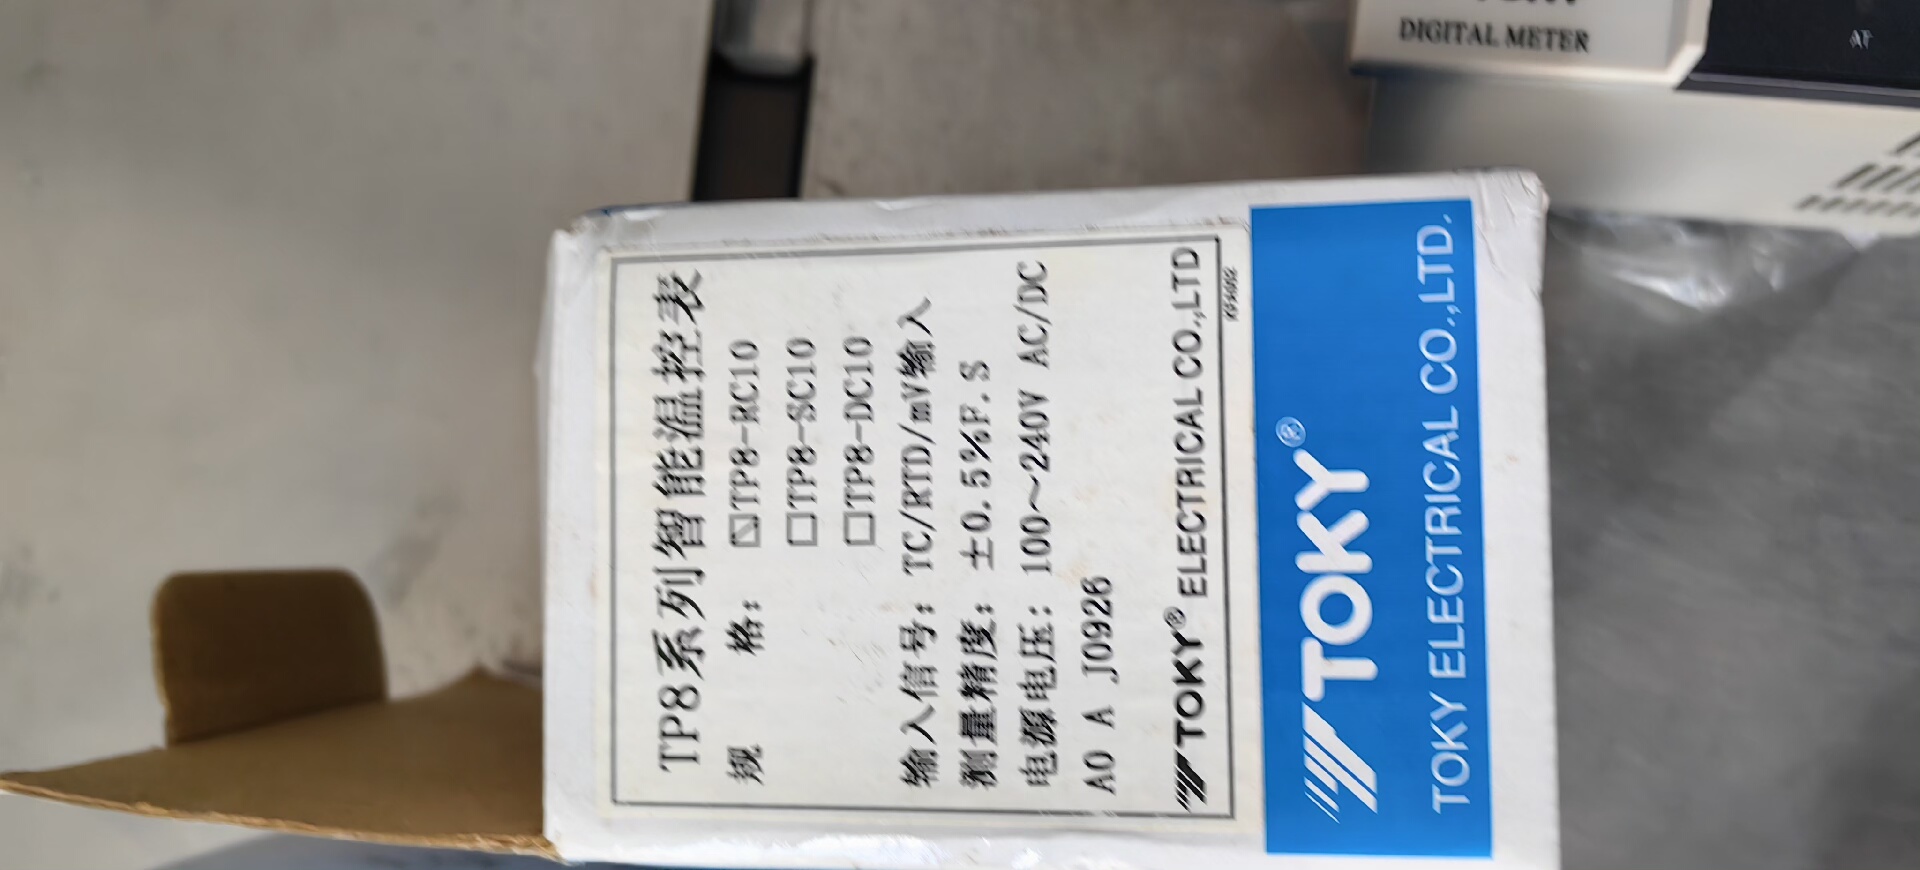 TP8系列智能温控表
规 格: ☑TP8-RC10
□TP8-SC10
□TP8-DC10
输入信号: TC/RTD/mV输入
测量精度: ±0.5%F.S
电源电压: 100~240V AC/DC
A0 A J0926
TOKY® ELECTRICAL CO.,LTD
TOKY®
TOKY ELECTRICAL CO.,LTD.
DIGITAL METER
AT